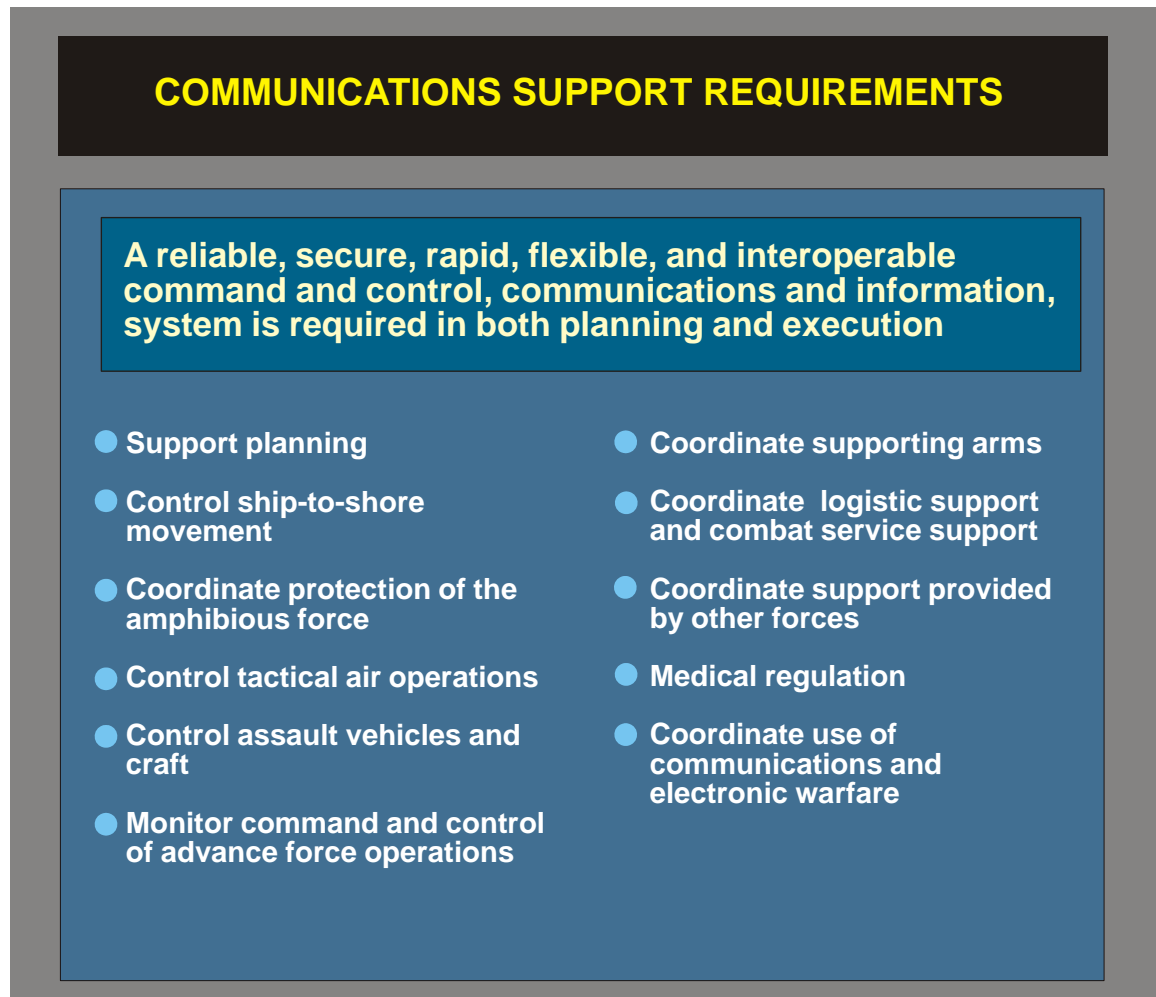 COMMUNICATIONS SUPPORT REQUIREMENTS
A reliable, secure, rapid, flexible, and interoperable
command and control, communications and information,
system is required in both planning and execution
Support planning
Control ship-to-shore
movement
Coordinate protection of the
amphibious force
Control tactical air operations
Control assault vehicles and
craft
Monitor command and control
of advance force operations
Coordinate supporting arms
Coordinate logistic support
and combat service support
Coordinate support provided
by other forces
Medical regulation
Coordinate use of
communications and
electronic warfare